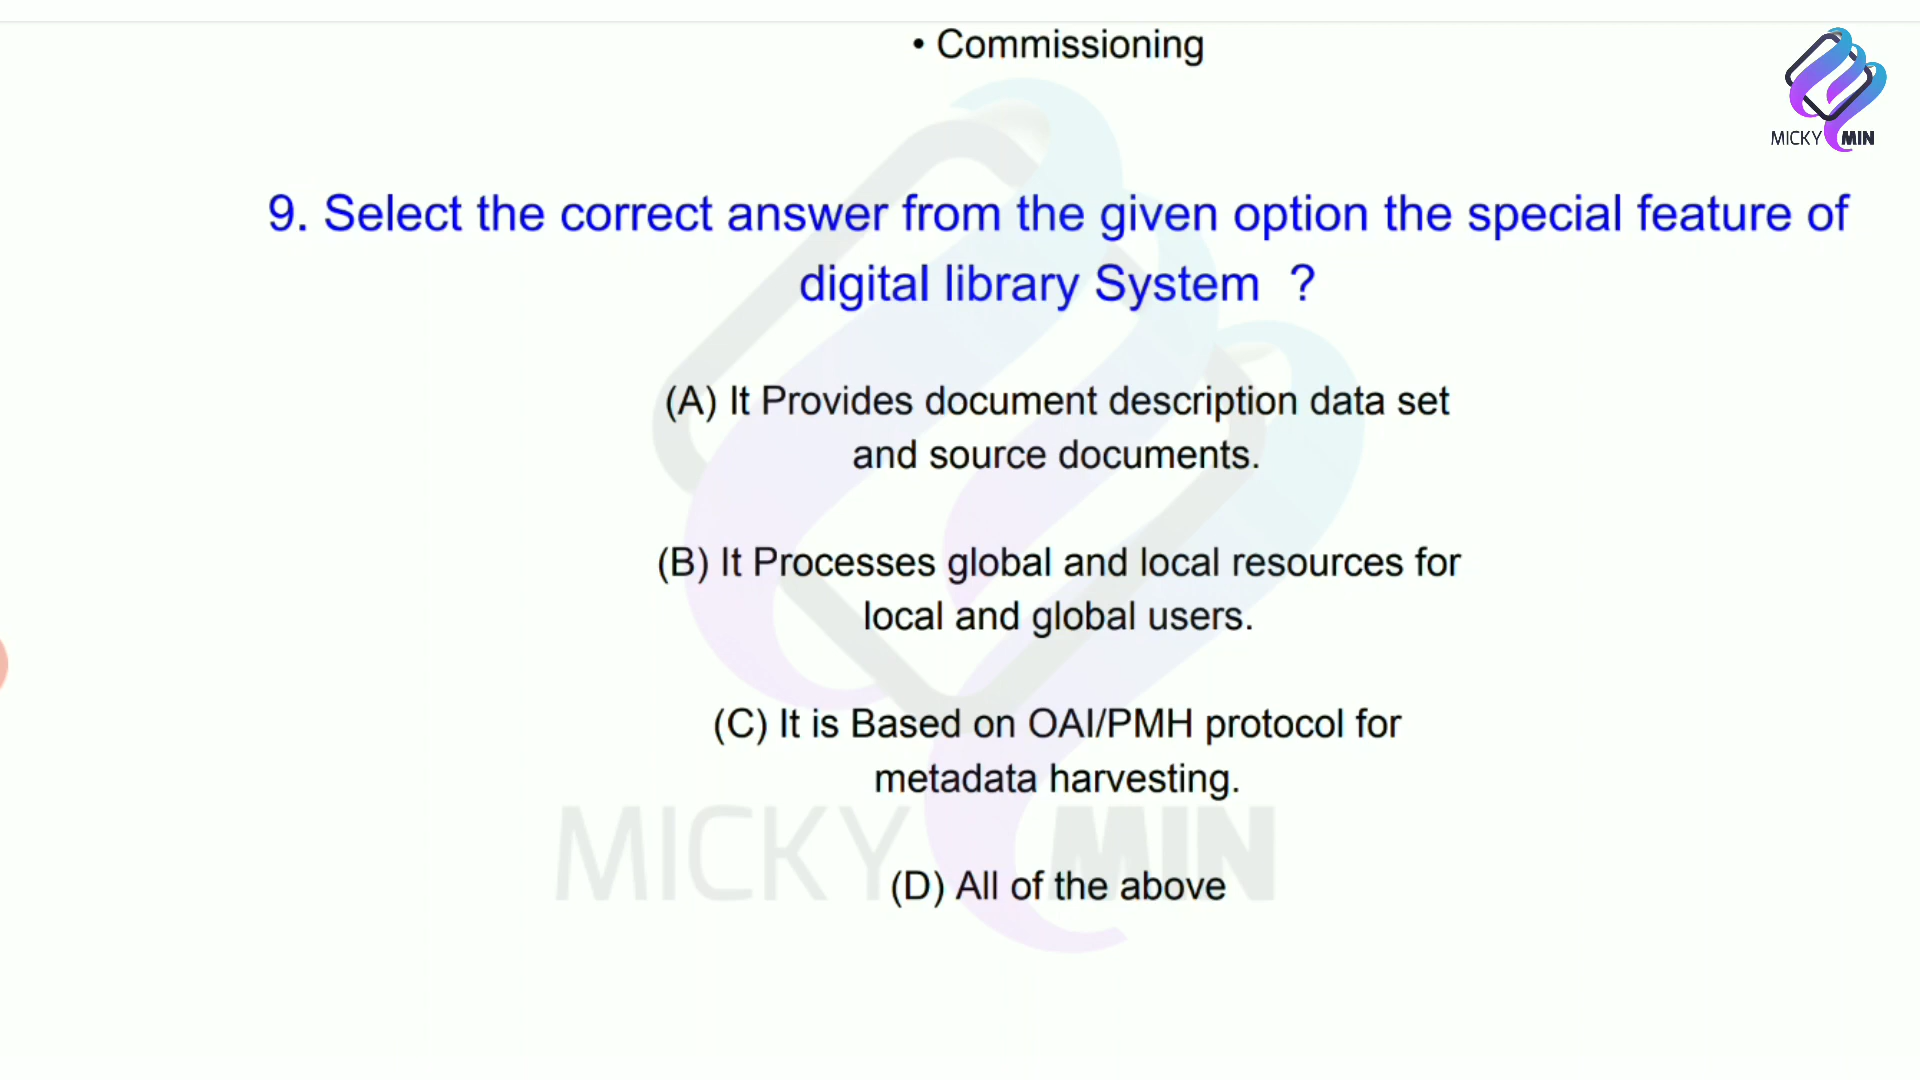 • Commissioning
MICKY MIN
9. Select the correct answer from the given option the special feature of
digital library System ?
(A) It Provides document description data set
and source documents.
(B) It Processes global and local resources for
local and global users.
(C) It is Based on OAI/PMH protocol for
metadata harvesting.
MICKY MIN
(D) All of the above